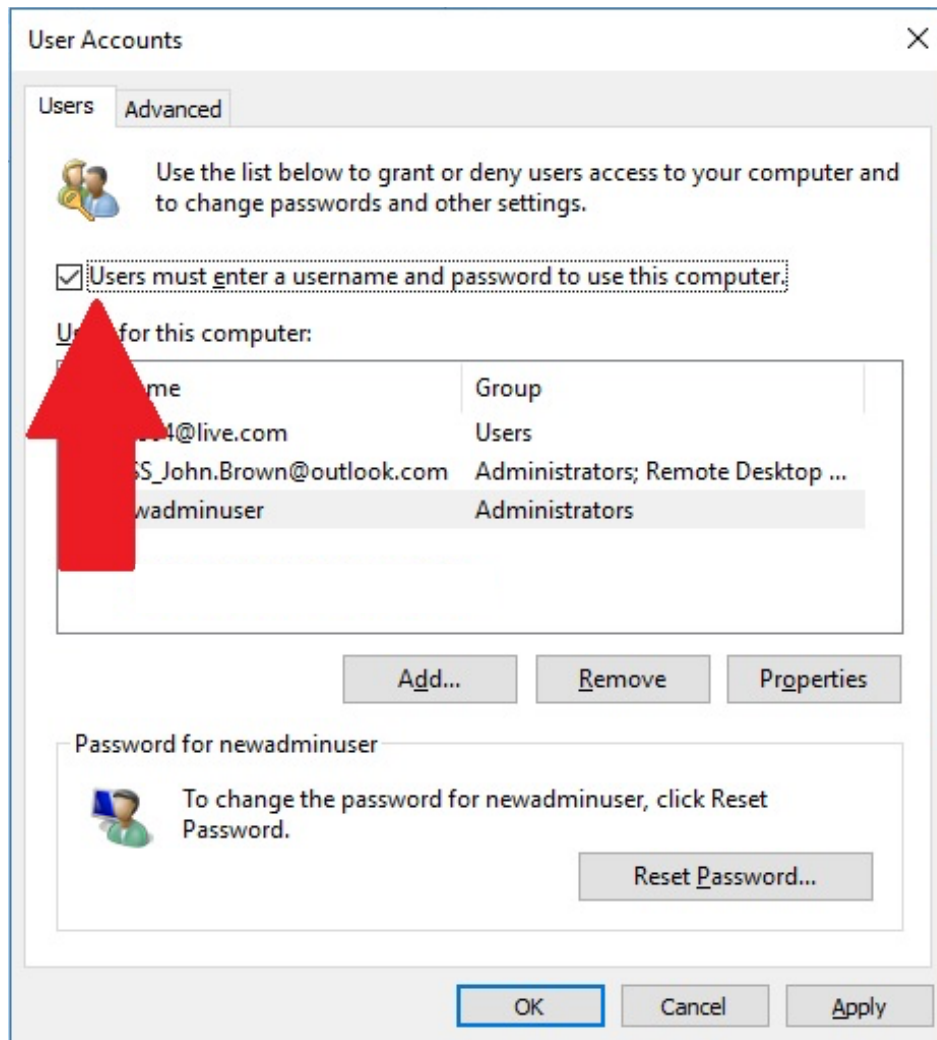 User Accounts
Users
Advanced
Use the list below to grant or deny users access to your computer and
to change passwords and other settings.
Users must enter a username and password to use this computer.
for this computer:
Group
@live.com
Users
SS_John.Brown@outlook.com
Administrators; Remote Desktop ...
wadminuser
Administrators
Add...
Remove
Properties
Password for newadminuser
To change the password for newadminuser, click Reset
Password.
Reset Password...
OK
Cancel
Apply